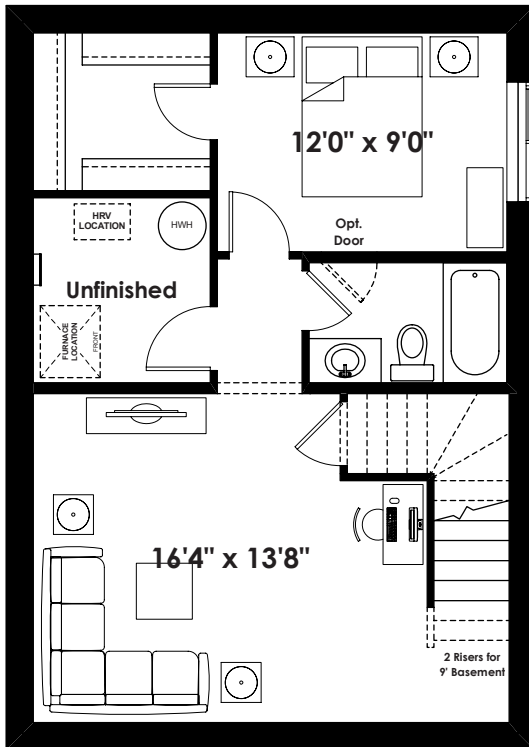 12'0" x 9'0"
HRV
LOCATION
HWH
Opt.
Door
Unfinished
FURNACE
LOCATION
FRONT
16'4" x 13'8"
2 Risers for
9' Basement